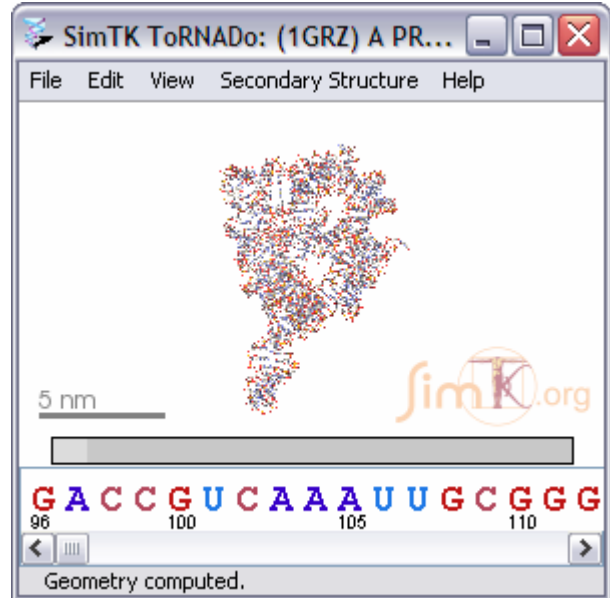 SimTK ToRNADo: (1GRZ) A PR...
File Edit View Secondary Structure Help
5 nm
SimTK.org
G A C C G U C A A A U U G C G G G
96 100 105 110
Geometry computed.